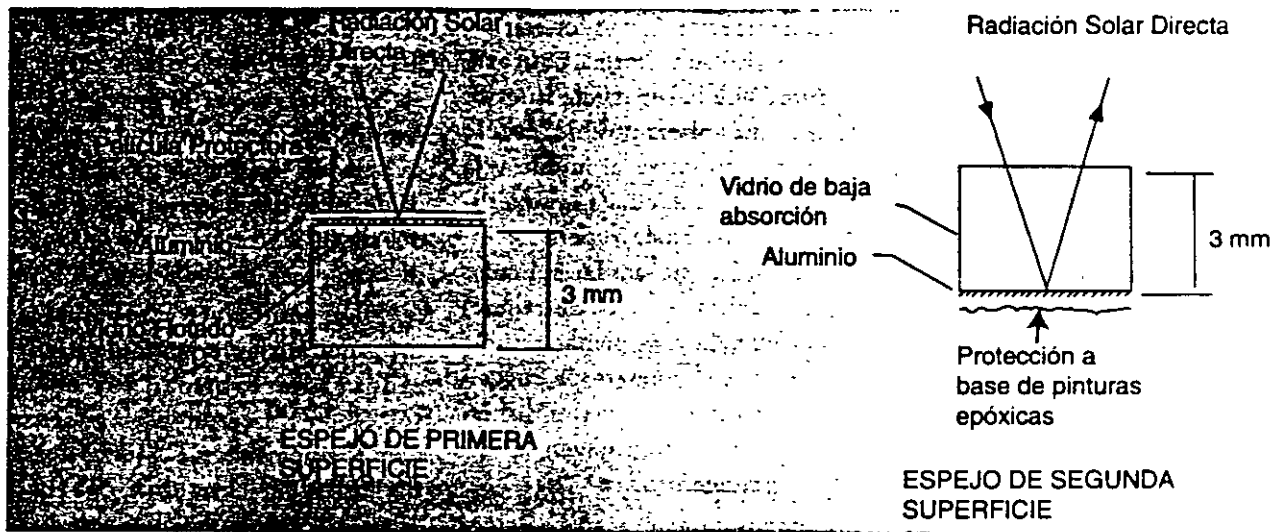 Radiación Solar
Directa
Película Protectora
Aluminio
Vidrio Flotado
3 mm
ESPEJO DE PRIMERA
SUPERFICIE
Radiación Solar Directa
Vidrio de baja
absorción
Aluminio
3 mm
Protección a
base de pinturas
epóxicas
ESPEJO DE SEGUNDA
SUPERFICIE